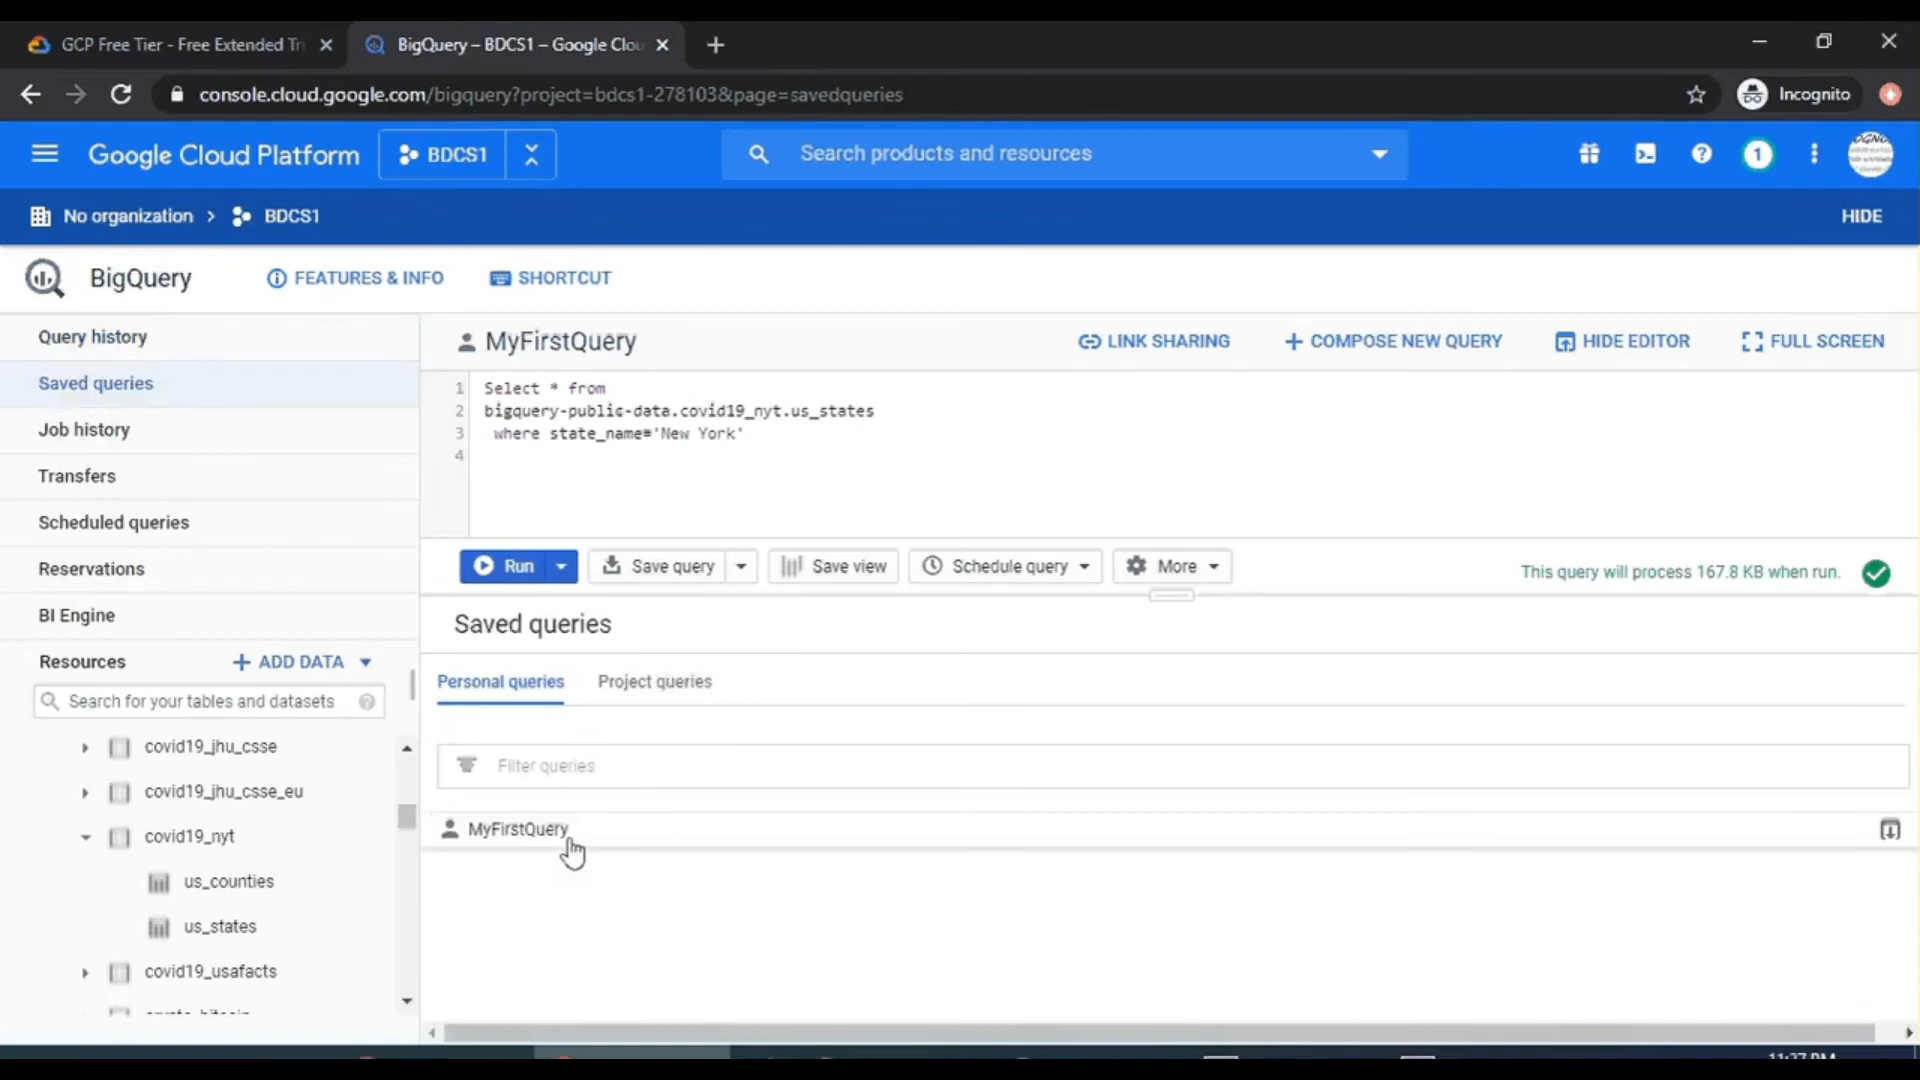 GCP Free Tier - Free Extended Tr
BigQuery – BDCS1 – Google Clou
console.cloud.google.com/bigquery?project=bdcs1-278103&page=savedqueries
Incognito
Google Cloud Platform
BDCS1
Search products and resources
1
No organization
BDCS1
HIDE
BigQuery
FEATURES & INFO
SHORTCUT
Query history
Saved queries
Job history
Transfers
Scheduled queries
Reservations
BI Engine
Resources
ADD DATA
Search for your tables and datasets
covid19_jhu_csse
covid19_jhu_csse_eu
covid19_nyt
us_counties
us_states
covid19_usafacts
MyFirstQuery
LINK SHARING
COMPOSE NEW QUERY
HIDE EDITOR
FULL SCREEN
1 Select * from
2 bigquery-public-data.covid19_nyt.us_states
3 where state_name='New York'
4
Run
Save query
Save view
Schedule query
More
This query will process 167.8 KB when run.
Saved queries
Personal queries
Project queries
Filter queries
MyFirstQuery